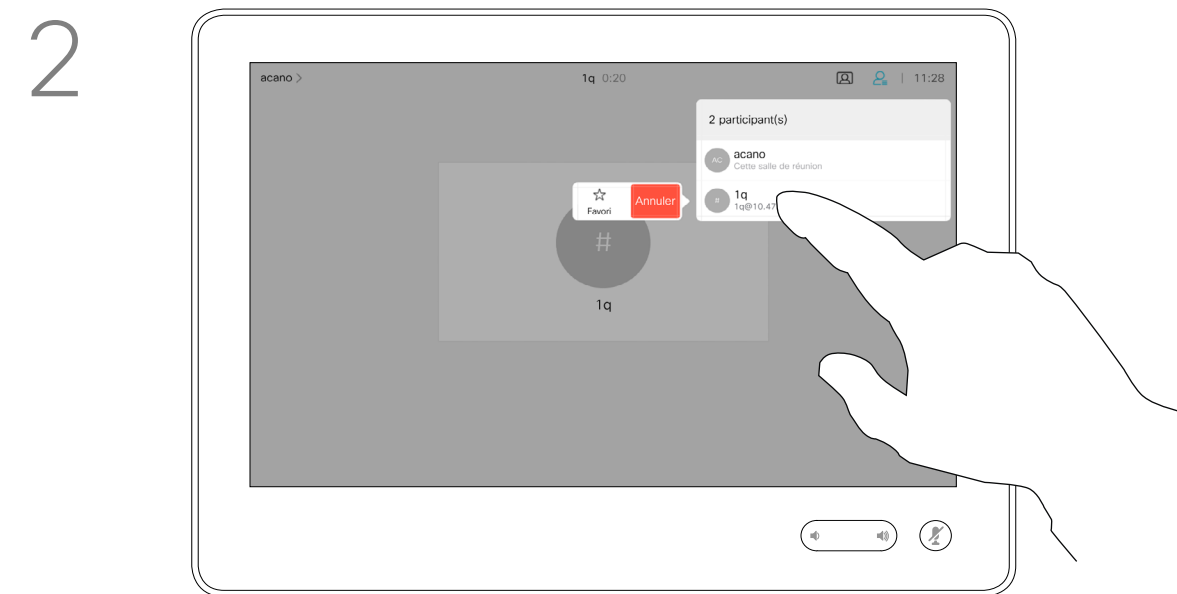 2
acano >
1q 0:20
| 11:28
2 participant(s)
AC
acano
Cette salle de réunion
Favori
Annuler
#
1q
1q@10.47
#
1q